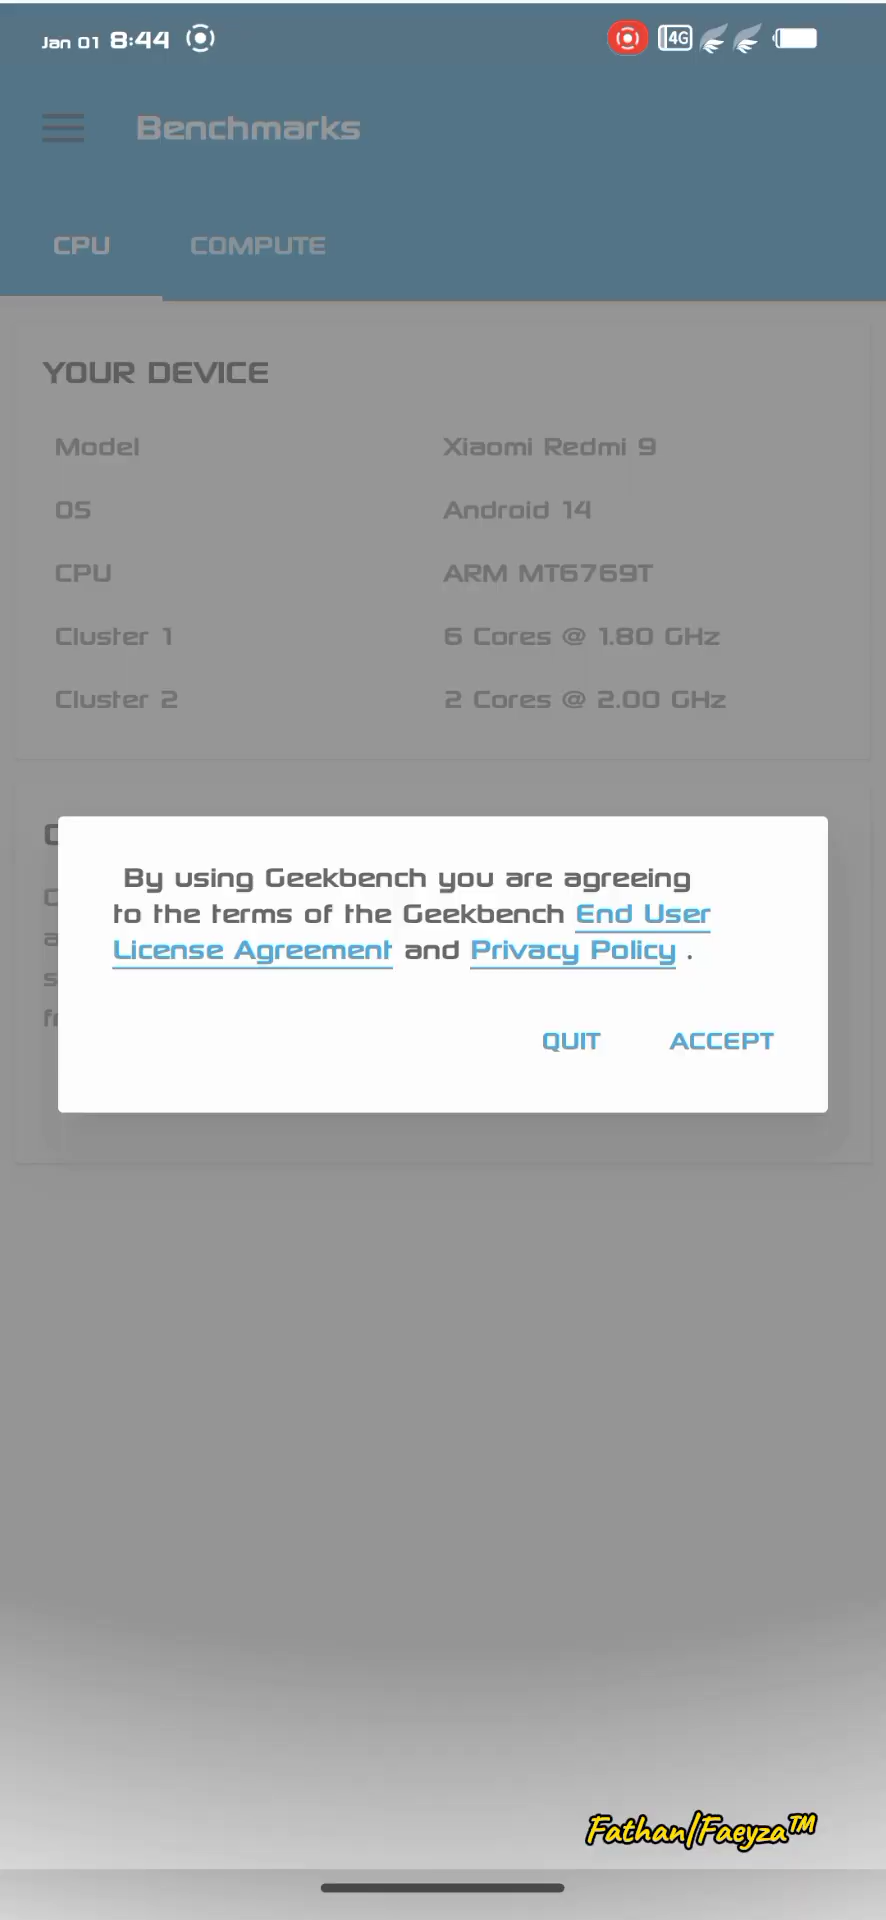 Jan 01 8:44 4G
Benchmarks
CPU COMPUTE
YOUR DEVICE
Model Xiaomi Redmi 9
OS Android 14
CPU ARM MT6769T
Cluster 1 6 Cores @ 1.80 GHz
Cluster 2 2 Cores @ 2.00 GHz
By using Geekbench you are agreeing
to the terms of the Geekbench End User
License Agreement and Privacy Policy .
QUIT ACCEPT
Fathan/Faeyza™